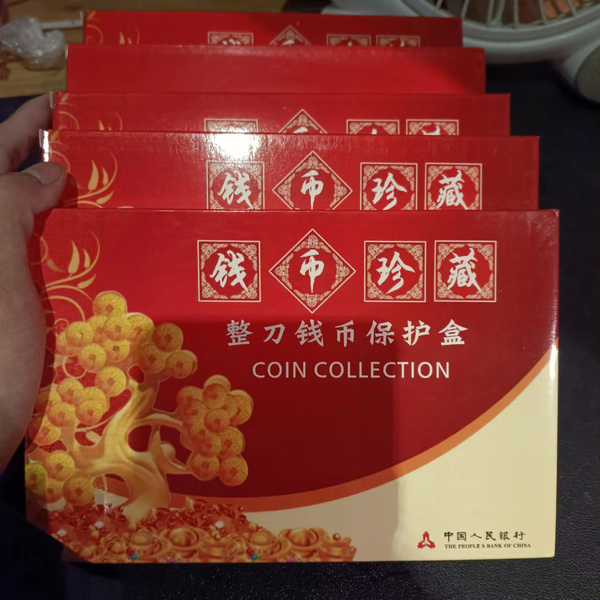 钱币珍藏
钱币珍藏
整刀钱币保护盒
COIN COLLECTION
中国人民银行
THE PEOPLE S BANK OF CHINA